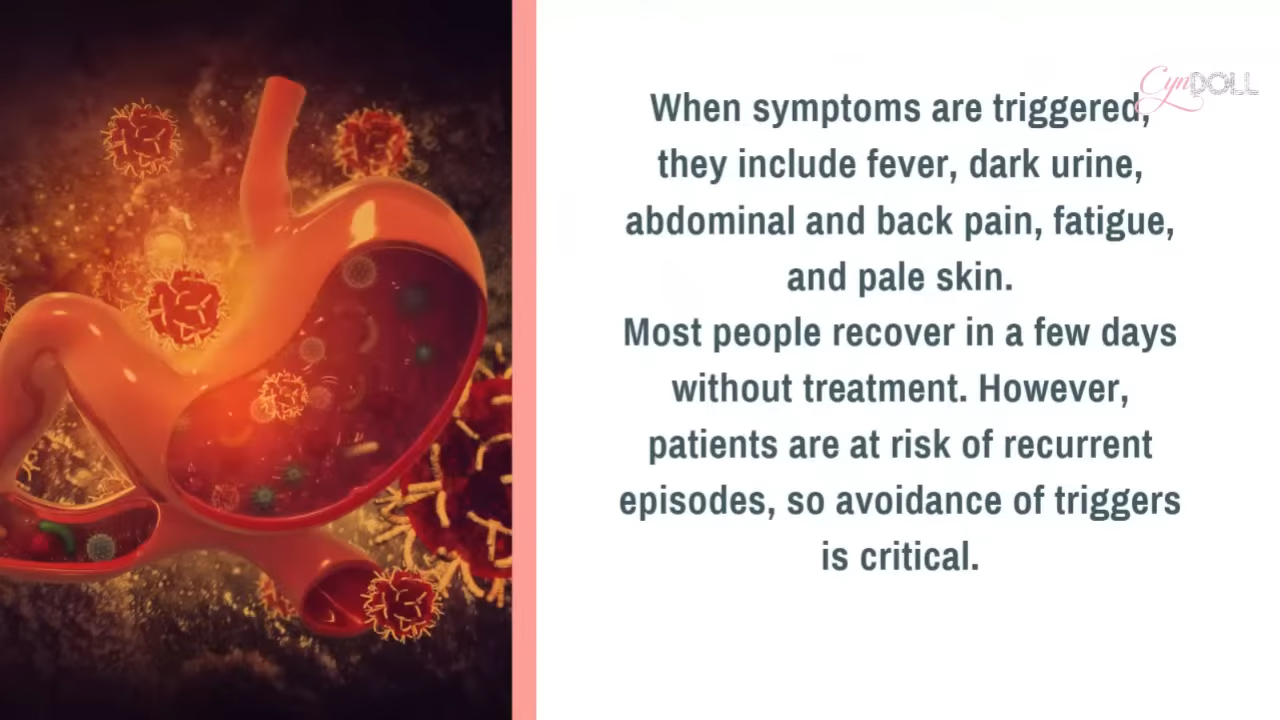 CynDOLL
When symptoms are triggered,
they include fever, dark urine,
abdominal and back pain, fatigue,
and pale skin.
Most people recover in a few days
without treatment. However,
patients are at risk of recurrent
episodes, so avoidance of triggers
is critical.